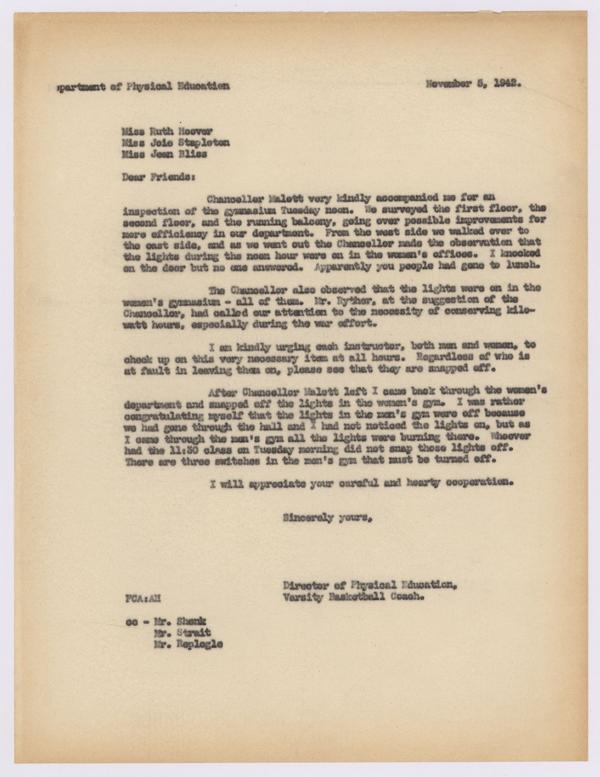 partment of Physical Education
November 5, 1942.
Miss Ruth Hoover
Miss Joie Stapleton
Miss Jean Bliss
Dear Friends:
Chancellor Malott very kindly accompanied me for an
inspection of the gymnasium Tuesday noon. We surveyed the first floor, the
second floor, and the running balcony, going over possible improvements for
more efficiency in our department. From the west side we walked over to
the east side, and as we went out the Chancellor made the observation that
the lights during the noon hour were on in the women's offices. I knocked
on the door but no one answered. Apparently you people had gone to lunch.
The Chancellor also observed that the lights were on in the
women's gymnasium - all of them. Mr. Ryther, at the suggestion of the
Chancellor, had called our attention to the necessity of conserving kilo-
watt hours, especially during the war effort.
I am kindly urging each instructor, both men and women, to
check up on this very necessary item at all hours. Regardless of who is
at fault in leaving them on, please see that they are snapped off.
After Chancellor Malott left I came back through the women's
department and snapped off the lights in the women's gym. I was rather
congratulating myself that the lights in the men's gym were off because
we had gone through the hall and I had not noticed the lights on, but as
I came through the men's gym all the lights were burning there. Whoever
had the 11:30 class on Tuesday morning did not snap those lights off.
There are three switches in the men's gym that must be turned off.
I will appreciate your careful and hearty cooperation.
Sincerely yours,
Director of Physical Education,
FCA:AH
Varsity Basketball Coach.
cc - Mr. Shenk
Mr. Strait
Mr. Replogle